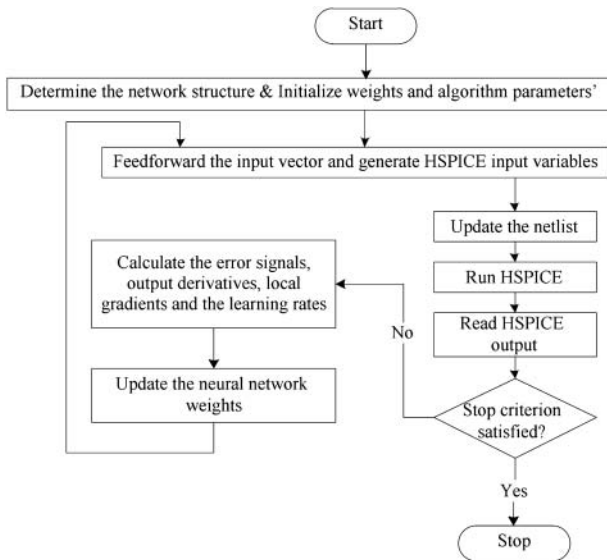 Start
Determine the network structure & Initialize weights and algorithm parameters’
Feedforward the input vector and generate HSPICE input variables
Update the netlist
Calculate the error signals,
output derivatives, local
gradients and the learning rates
Run HSPICE
Read HSPICE
output
No
Update the neural network
weights
Stop criterion
satisfied?
Yes
Stop